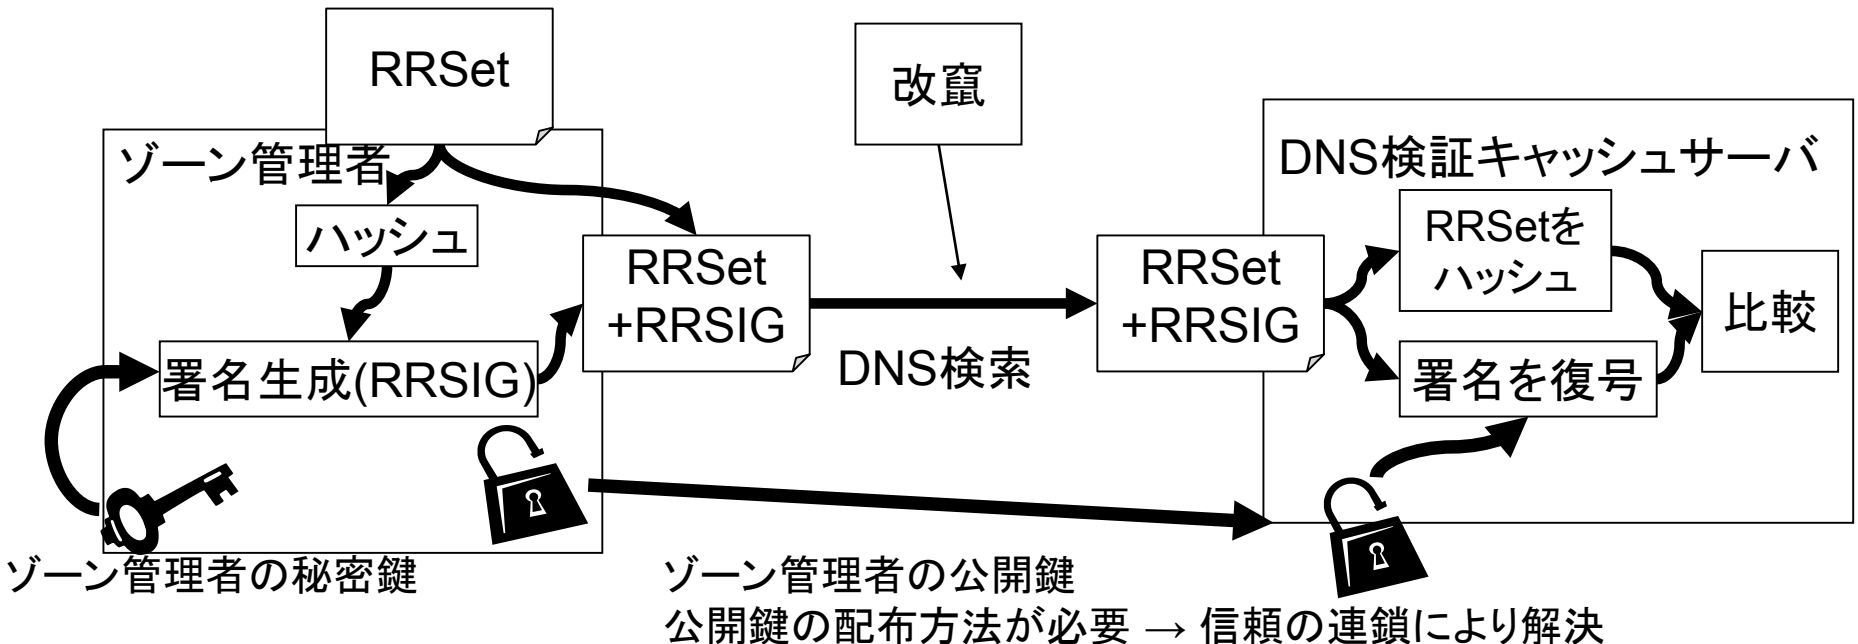 RRSet
ゾーン管理者
ハッシュ
署名生成(RRSIG)
RRSet
+RRSIG
改竄
DNS検索
RRSet
+RRSIG
DNS検証キャッシュサーバ
RRSetを
ハッシュ
署名を復号
比較
ゾーン管理者の秘密鍵
ゾーン管理者の公開鍵
公開鍵の配布方法が必要 → 信頼の連鎖により解決